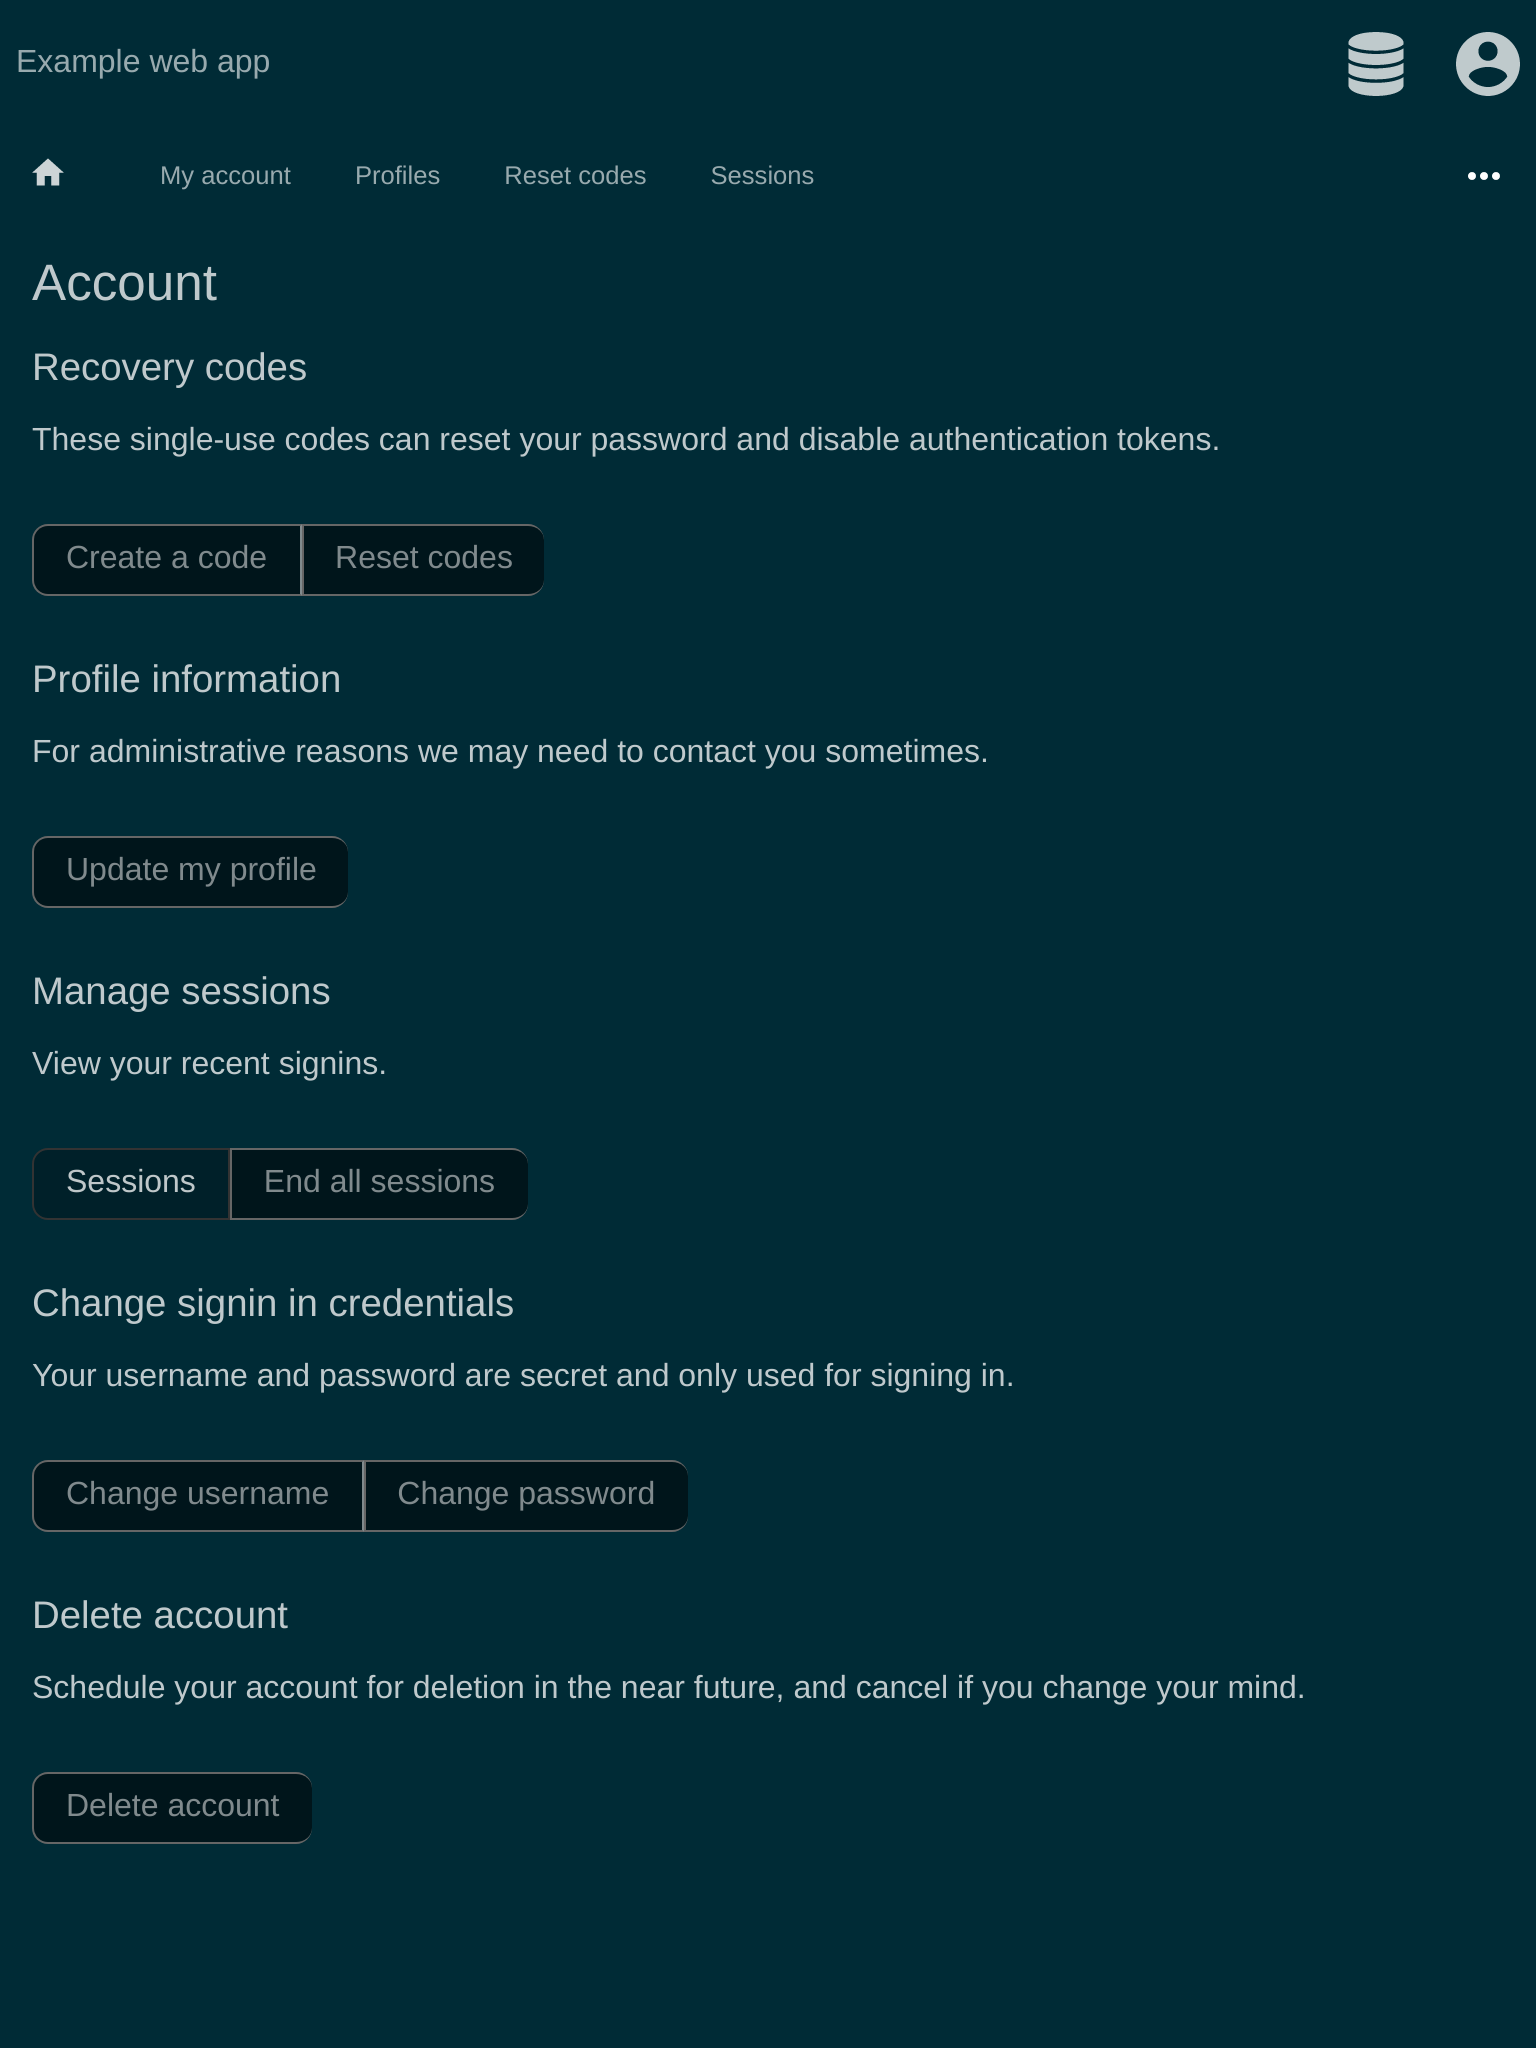 Example web app
My account Profiles Reset codes Sessions
Account
Recovery codes
These single-use codes can reset your password and disable authentication tokens.
Create a code Reset codes
Profile information
For administrative reasons we may need to contact you sometimes.
Update my profile
Manage sessions
View your recent signins.
Sessions End all sessions
Change signin in credentials
Your username and password are secret and only used for signing in.
Change username Change password
Delete account
Schedule your account for deletion in the near future, and cancel if you change your mind.
Delete account